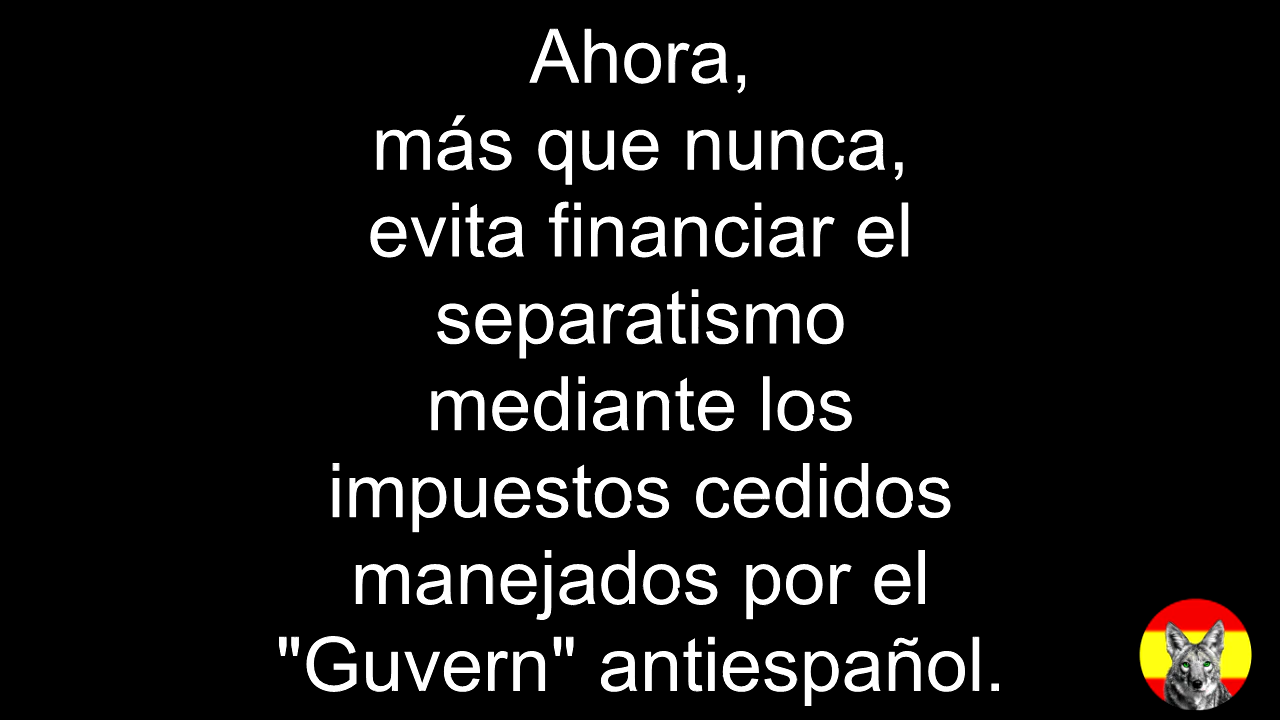 Ahora,
más que nunca,
evita financiar el
separatismo
mediante los
impuestos cedidos
manejados por el
"Guvern" antiespañol.